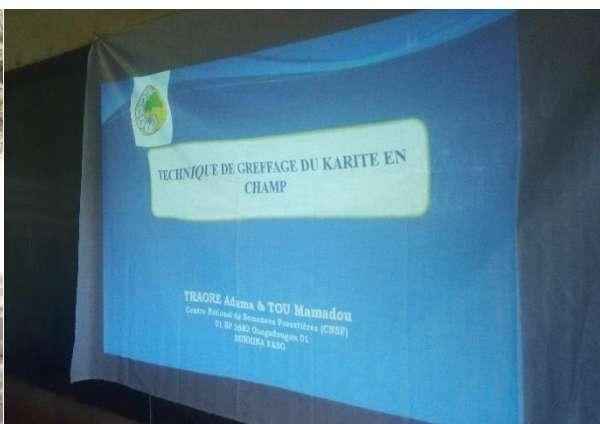 TECHNIQUE DE GREFFAGE DU KARITE EN
CHAMP
TRAORE Adama & TOU Mamadou
Centre National de Semences Forestières (CNSF)
01 BP 2682 Ouagadougou 01
BURKINA FASO